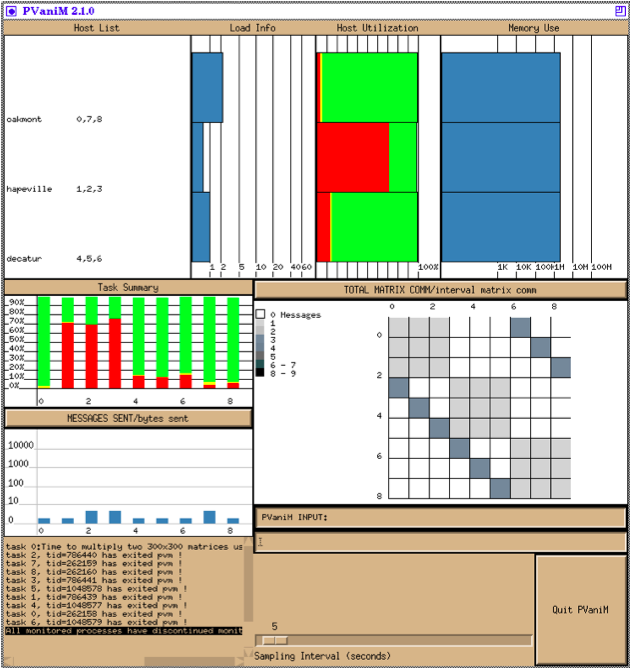 PVaniM 2.1.0
Host List Load Info Host Utilization Memory Use
oakmont 0,7,8
hapeville 1,2,3
decatur 4,5,6
1 2 5 10 20 40 60 100% 1K 10K 100K 1M 10M 100M
Task Summary
90%
80%
70%
60%
50%
40%
30%
20%
10%
0%
0 2 4 6 8
TOTAL MATRIX COMM/interval matrix comm
0 Messages
1
2
3
4
5
6 - 7
8 - 9
0 2 4 6 8
0
2
4
6
8
MESSAGES SENT/bytes sent
10000
1000
100
10
0
0 2 4 6 8
PVaniM INPUT:
task 0:Time to multiply two 300x300 matrices us
task 2, tid=786440 has exited pvm !
task 7, tid=262159 has exited pvm !
task 8, tid=262160 has exited pvm !
task 3, tid=786441 has exited pvm !
task 5, tid=1048578 has exited pvm !
task 1, tid=786439 has exited pvm !
task 4, tid=1048577 has exited pvm !
task 0, tid=262158 has exited pvm !
task 6, tid=1048579 has exited pvm !
All monitored processes have discontinued monit
5
Sampling Interval (seconds)
Quit PVaniM